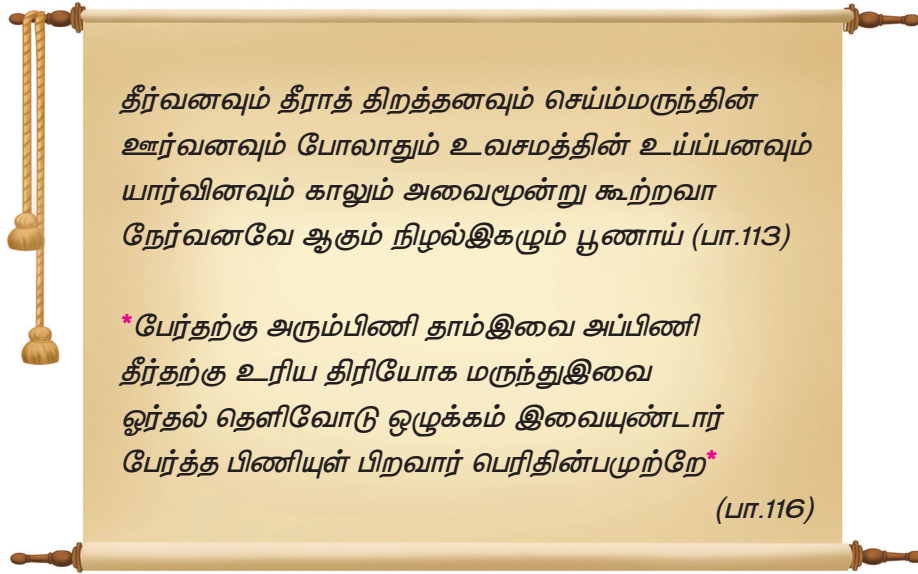 தீர்வனவும் தீராத் திறத்தனவும் செய்ம்மருந்தின்
ஊர்வனவும் போலாதும் உவசமத்தின் உய்ப்பனவும்
யார்வினவும் காலும் அவைமூன்று கூற்றவா
நேர்வனவே ஆகும் நிழல்இகழும் பூணாய் (பா.113)
*பேர்தற்கு அரும்பிணி தாம்இவை அப்பிணி
தீர்தற்கு உரிய திரியோக மருந்துஇவை
ஓர்தல் தெளிவோடு ஒழுக்கம் இவையுண்டார்
பேர்த்த பிணியுள் பிறவார் பெரிதின்பமுற்றே*
(பா.116)